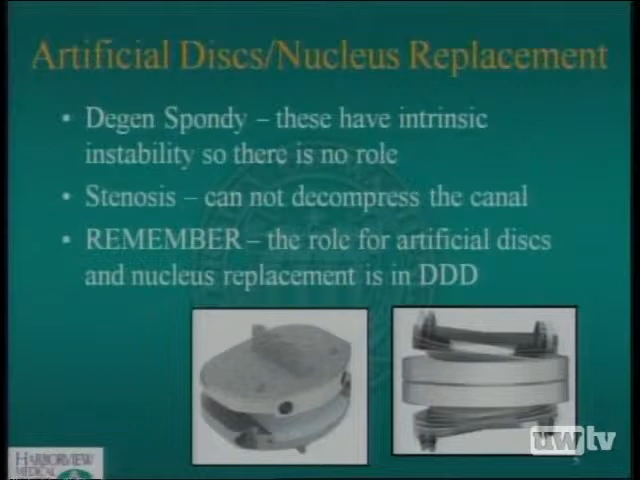 Artificial Discs/Nucleus Replacement
• Degen Spondy – these have intrinsic
instability so there is no role
• Stenosis – can not decompress the canal
• REMEMBER – the role for artificial discs
and nucleus replacement is in DDD
HARBORVIEW
MEDICAL
uwtv